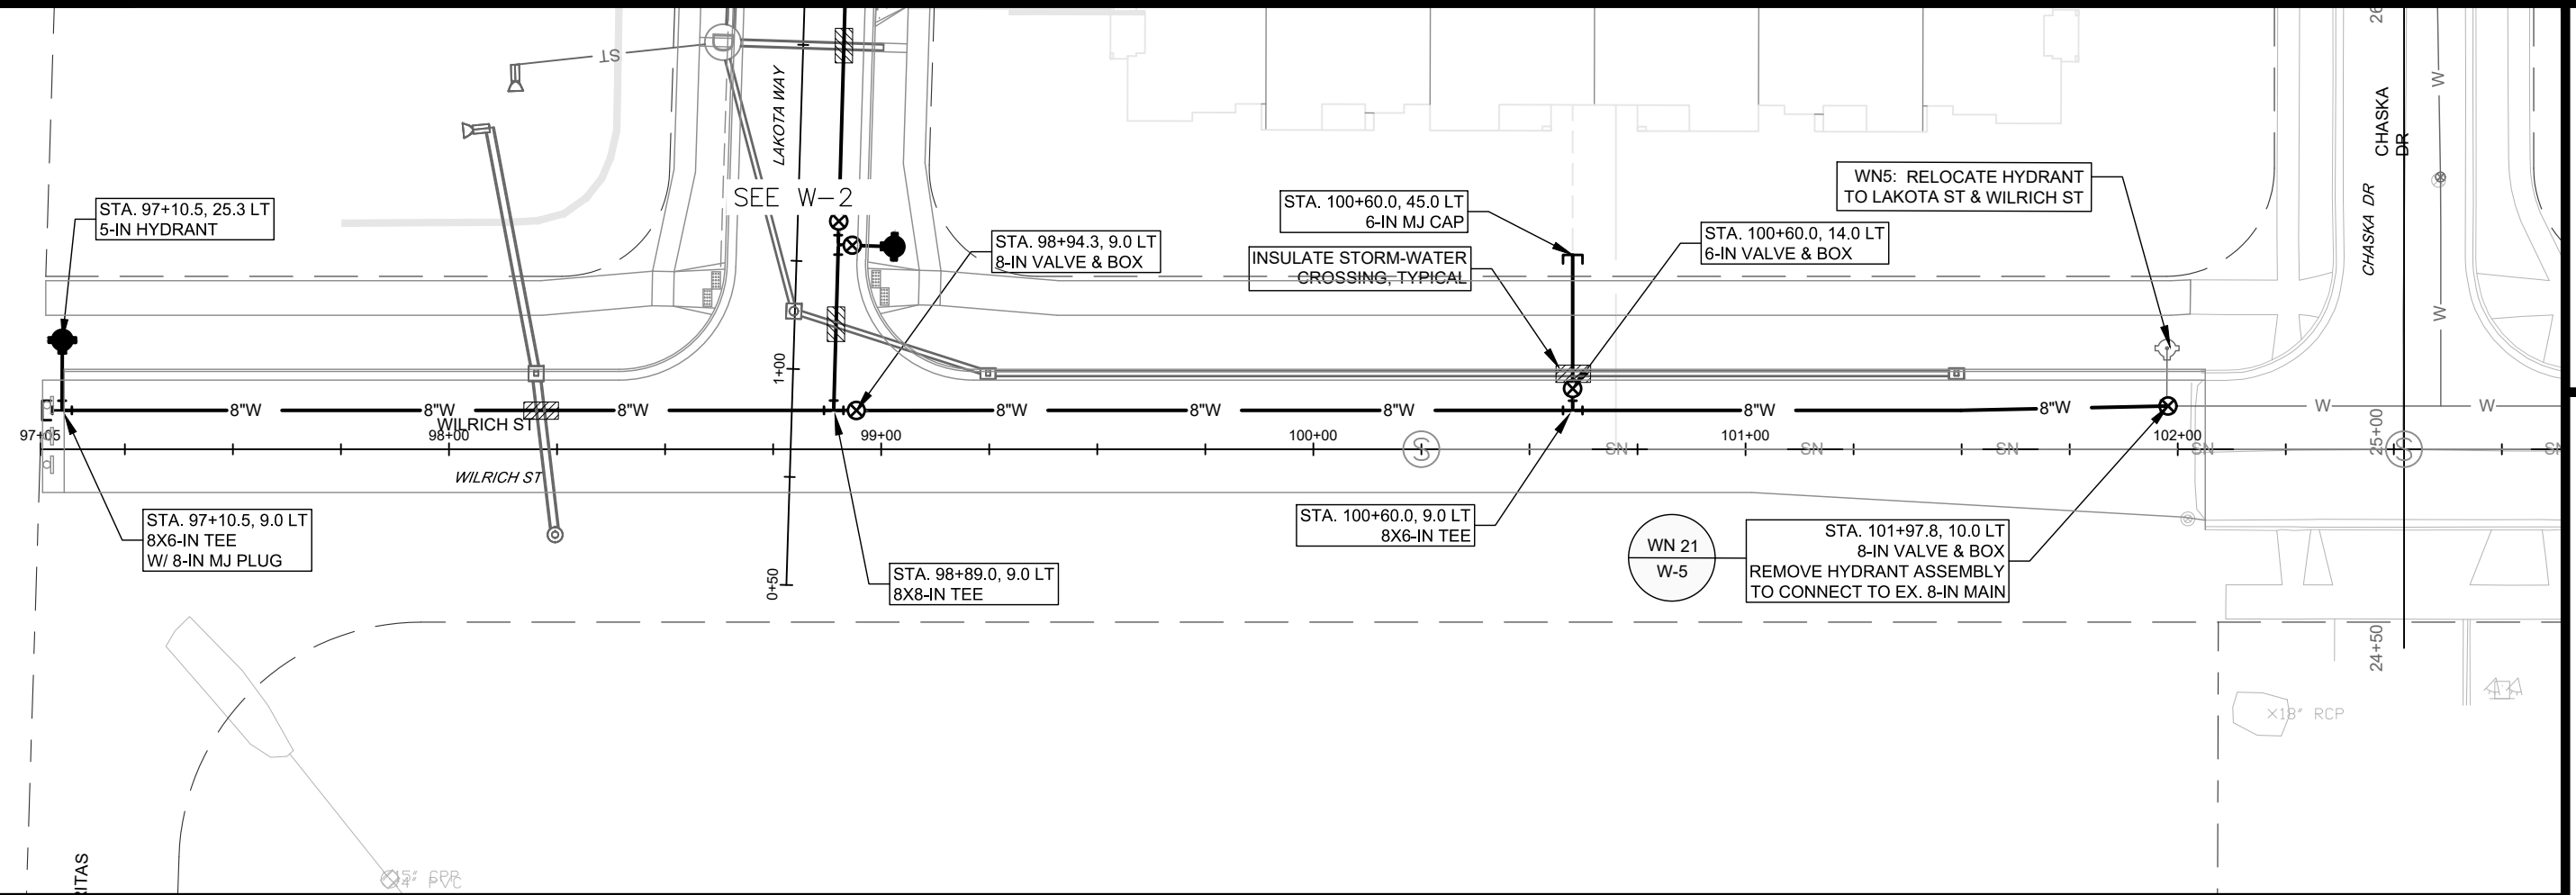 26
ST
LAKOTA WAY
W
CHASKA
DR
SEE W-2
WN5: RELOCATE HYDRANT
TO LAKOTA ST & WILRICH ST
STA. 97+10.5, 25.3 LT
5-IN HYDRANT
STA. 100+60.0, 45.0 LT
6-IN MJ CAP
STA. 98+94.3, 9.0 LT
8-IN VALVE & BOX
INSULATE STORM-WATER
CROSSING, TYPICAL
STA. 100+60.0, 14.0 LT
6-IN VALVE & BOX
CHASKA DR
W
1+00
8"W
8"W
8"W
8"W
8"W
8"W
8"W
8"W
W
W
WILRICH ST
97+05
98+00
99+00
100+00
101+00
102+00
25+00
S
SN
SN
SN
SN
S
SN
WILRICH ST
STA. 97+10.5, 9.0 LT
8X6-IN TEE
W/ 8-IN MJ PLUG
0+50
STA. 98+89.0, 9.0 LT
8X8-IN TEE
STA. 100+60.0, 9.0 LT
8X6-IN TEE
WN 21
W-5
STA. 101+97.8, 10.0 LT
8-IN VALVE & BOX
REMOVE HYDRANT ASSEMBLY
TO CONNECT TO EX. 8-IN MAIN
24+50
18" RCP
RITAS